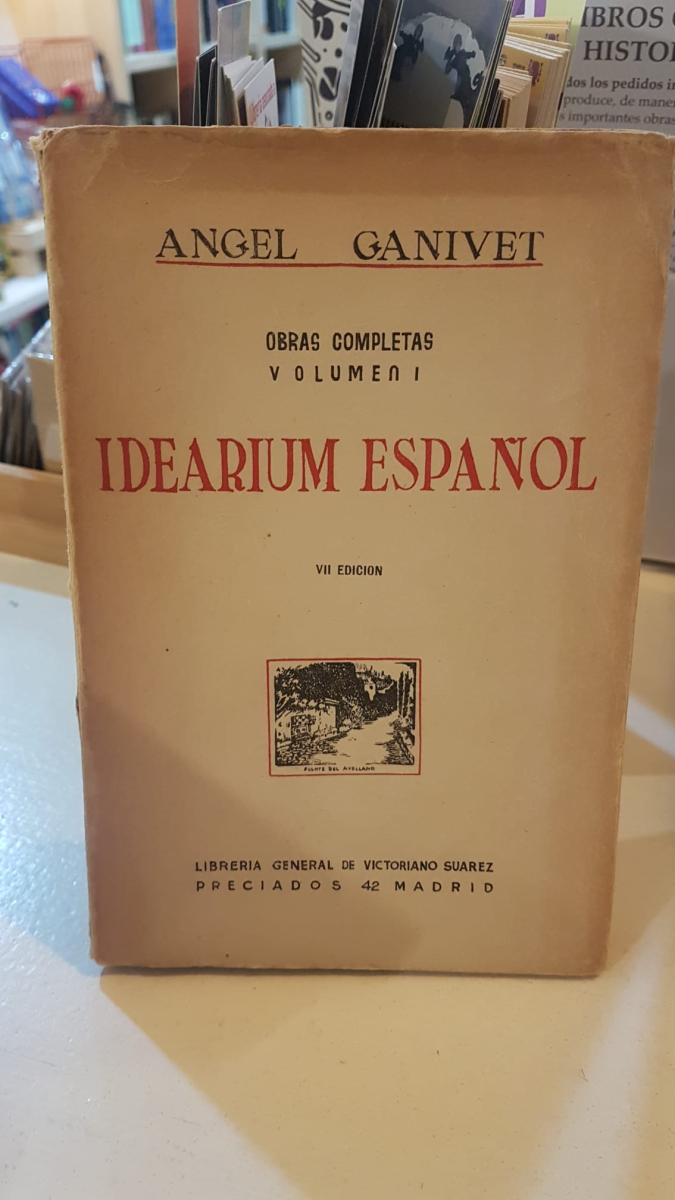 IBROS
HISTO
dos los pedidos
produce, de mane
s importantes obras
ANGEL GANIVET
OBRAS COMPLETAS
VOLUMEN I
IDEARIUM ESPAÑOL
VII EDICION
FUENTE DEL AVELLANO
LIBRERIA GENERAL DE VICTORIANO SUAREZ
PRECIADOS 42 MADRID